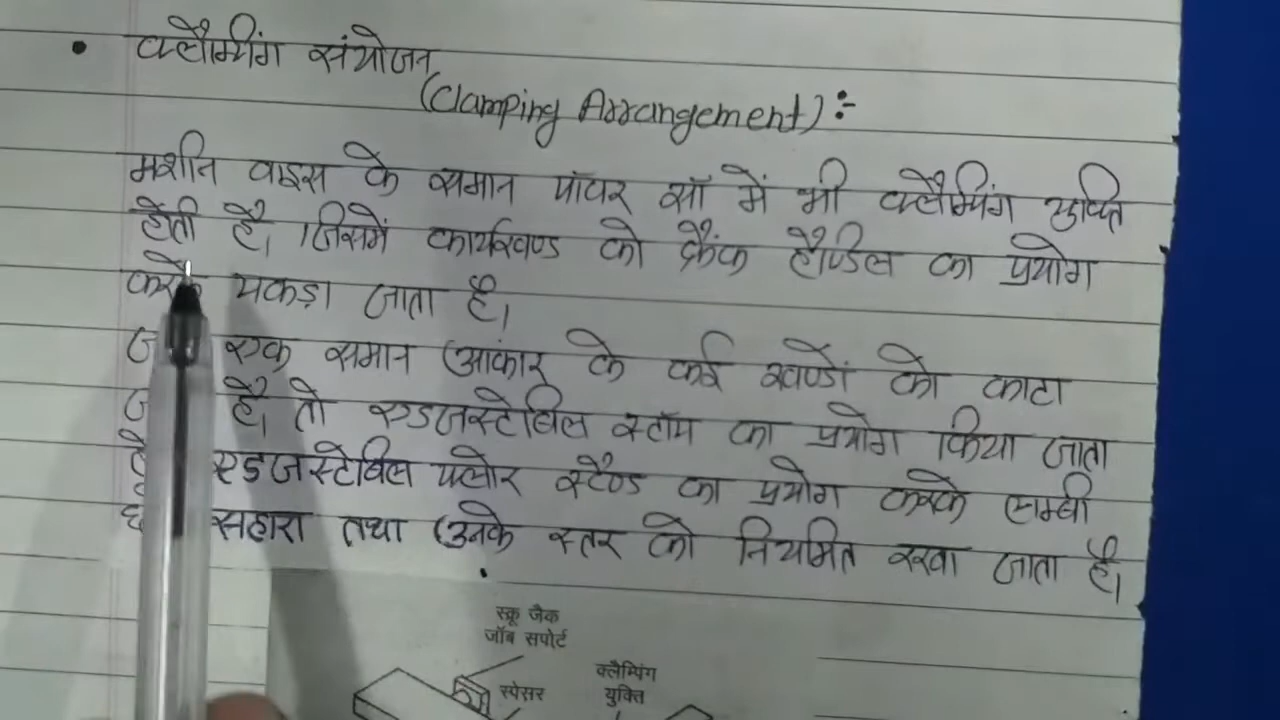 • क्लैम्पिंग संयोजन
(Clamping Arrangement) :-
मशीन वाइस के समान पॉवर सॉ में भी क्लैम्पिंग युक्ति
होती है। जिसमें कार्यखण्ड को क्रैंक हैण्डिल का प्रयोग
करके पकड़ा जाता है।
एक समान आकार के कई खण्डों को काटा
है। तो एडजस्टेबिल स्टॉप का प्रयोग किया जाता
एडजस्टेबिल फ्लोर स्टैण्ड का प्रयोग करके लम्बी
सहारा तथा उनके स्तर को नियमित रखा जाता है।
स्क्रू जैक
जॉब सपोर्ट
क्लैम्पिंग
स्पेसर युक्ति